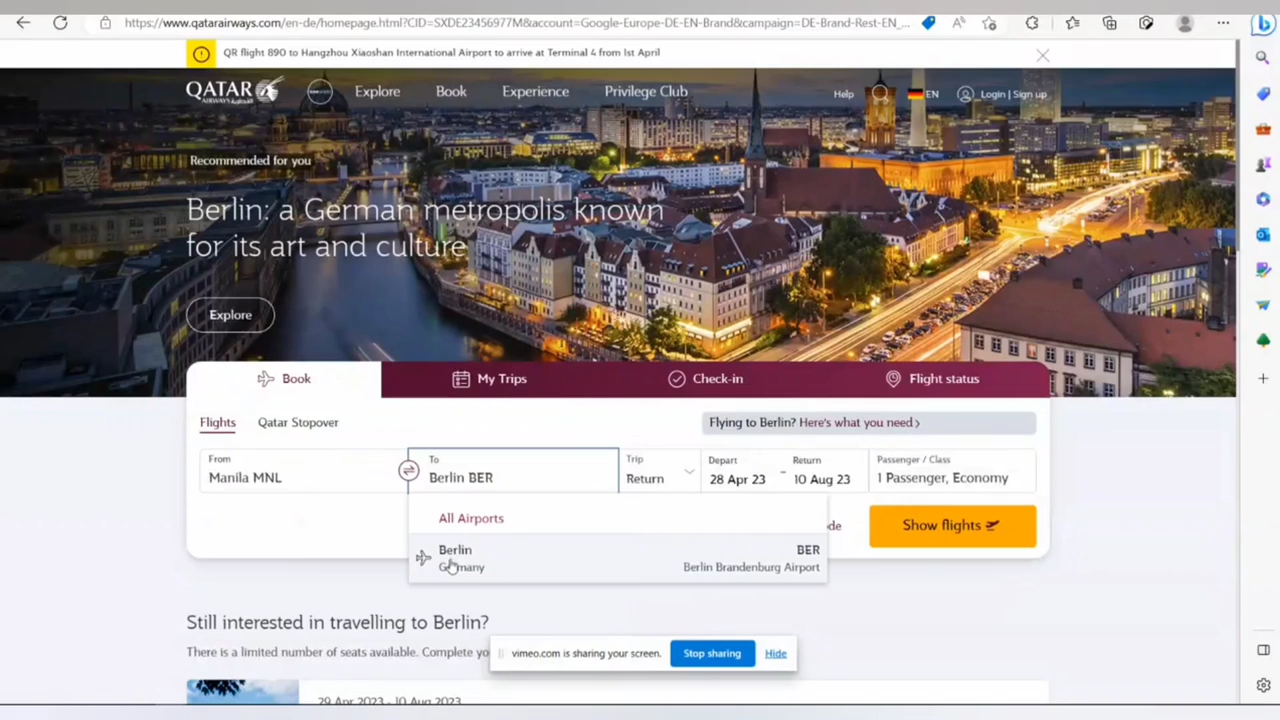 https://www.qatarairways.com/en-de/homepage.html?CID=SXDE23456977M&account=Google-Europe-DE-EN-Brand&campaign=DE-Brand-Rest-EN_...
QR flight 890 to Hangzhou Xiaoshan International Airport to arrive at Terminal 4 from 1st April
QATAR
AIRWAYS
Explore
Book
Experience
Privilege Club
Help
EN
Login | Sign up
Recommended for you
Berlin: a German metropolis known
for its art and culture
Explore
Book
My Trips
Check-in
Flight status
Flights
Qatar Stopover
Flying to Berlin? Here's what you need >
From
To
Trip
Depart
Return
Passenger / Class
Manila MNL
Berlin BER
Return
28 Apr 23
-
10 Aug 23
1 Passenger, Economy
All Airports
Show flights
Berlin
BER
Germany
Berlin Brandenburg Airport
Still interested in travelling to Berlin?
There is a limited number of seats available. Complete yo
vimeo.com is sharing your screen.
Stop sharing
Hide
29 Apr 2023 - 10 Aug 2023